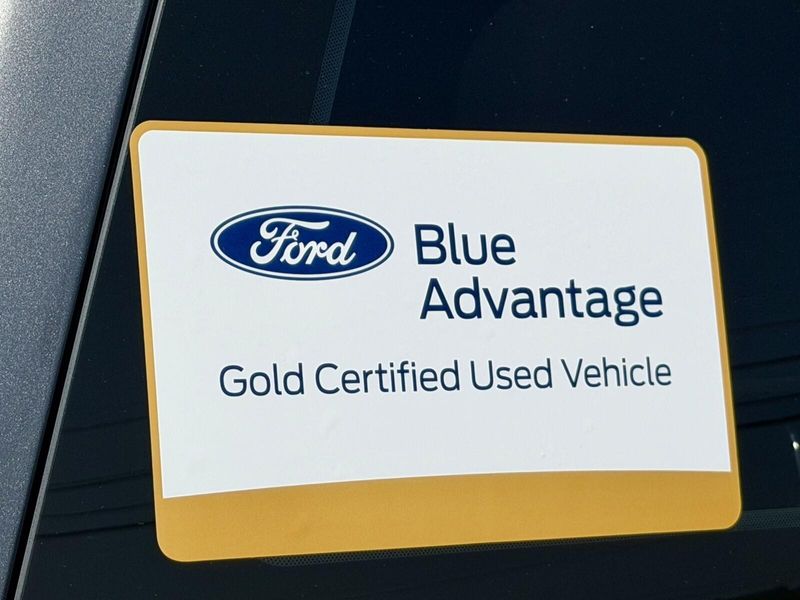 Ford
Blue
Advantage
Gold Certified Used Vehicle